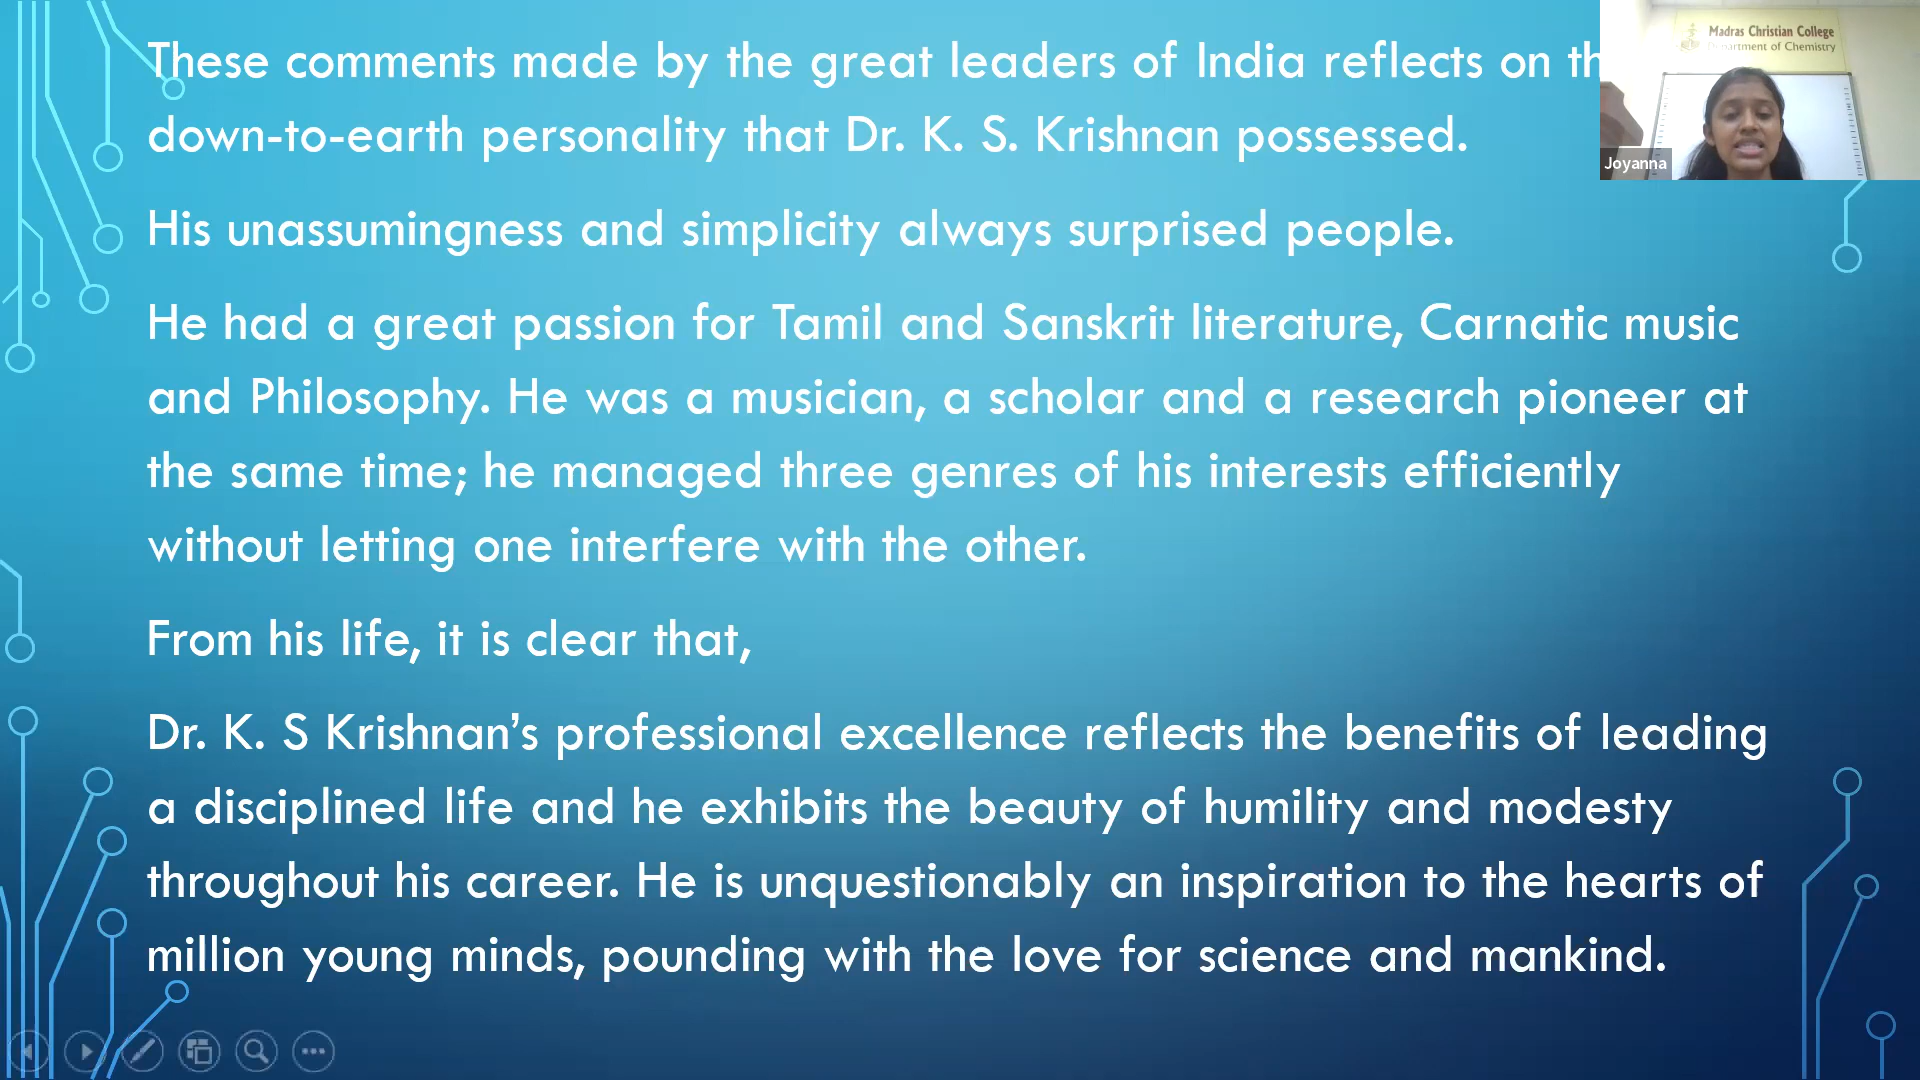 These comments made by the great leaders of India reflects on
down-to-earth personality that Dr. K. S. Krishnan possessed.
His unassumingness and simplicity always surprised people.
He had a great passion for Tamil and Sanskrit literature, Carnatic music
and Philosophy. He was a musician, a scholar and a research pioneer at
the same time; he managed three genres of his interests efficiently
without letting one interfere with the other.
From his life, it is clear that,
Dr. K. S Krishnan’s professional excellence reflects the benefits of leading
a disciplined life and he exhibits the beauty of humility and modesty
throughout his career. He is unquestionably an inspiration to the hearts of
million young minds, pounding with the love for science and mankind.
Madras Christian College
Department of Chemistry
Joyanna